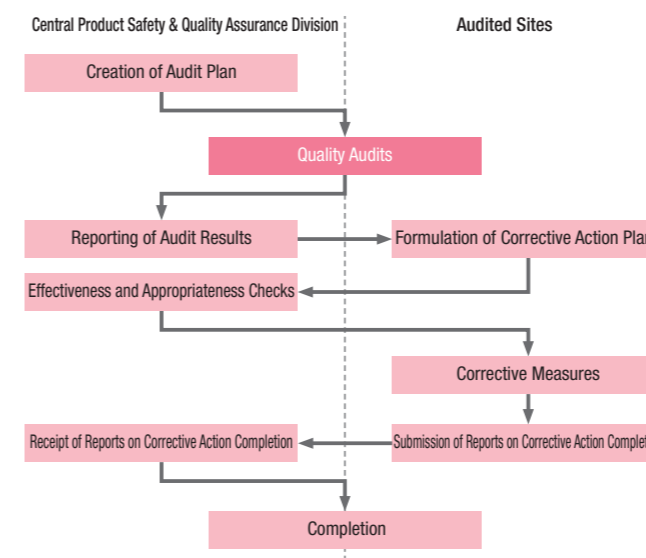 Central Product Safety & Quality Assurance Division
Audited Sites
Creation of Audit Plan
Quality Audits
Reporting of Audit Results
Formulation of Corrective Action Plan
Effectiveness and Appropriateness Checks
Corrective Measures
Receipt of Reports on Corrective Action Completion
Submission of Reports on Corrective Action Complet
Completion